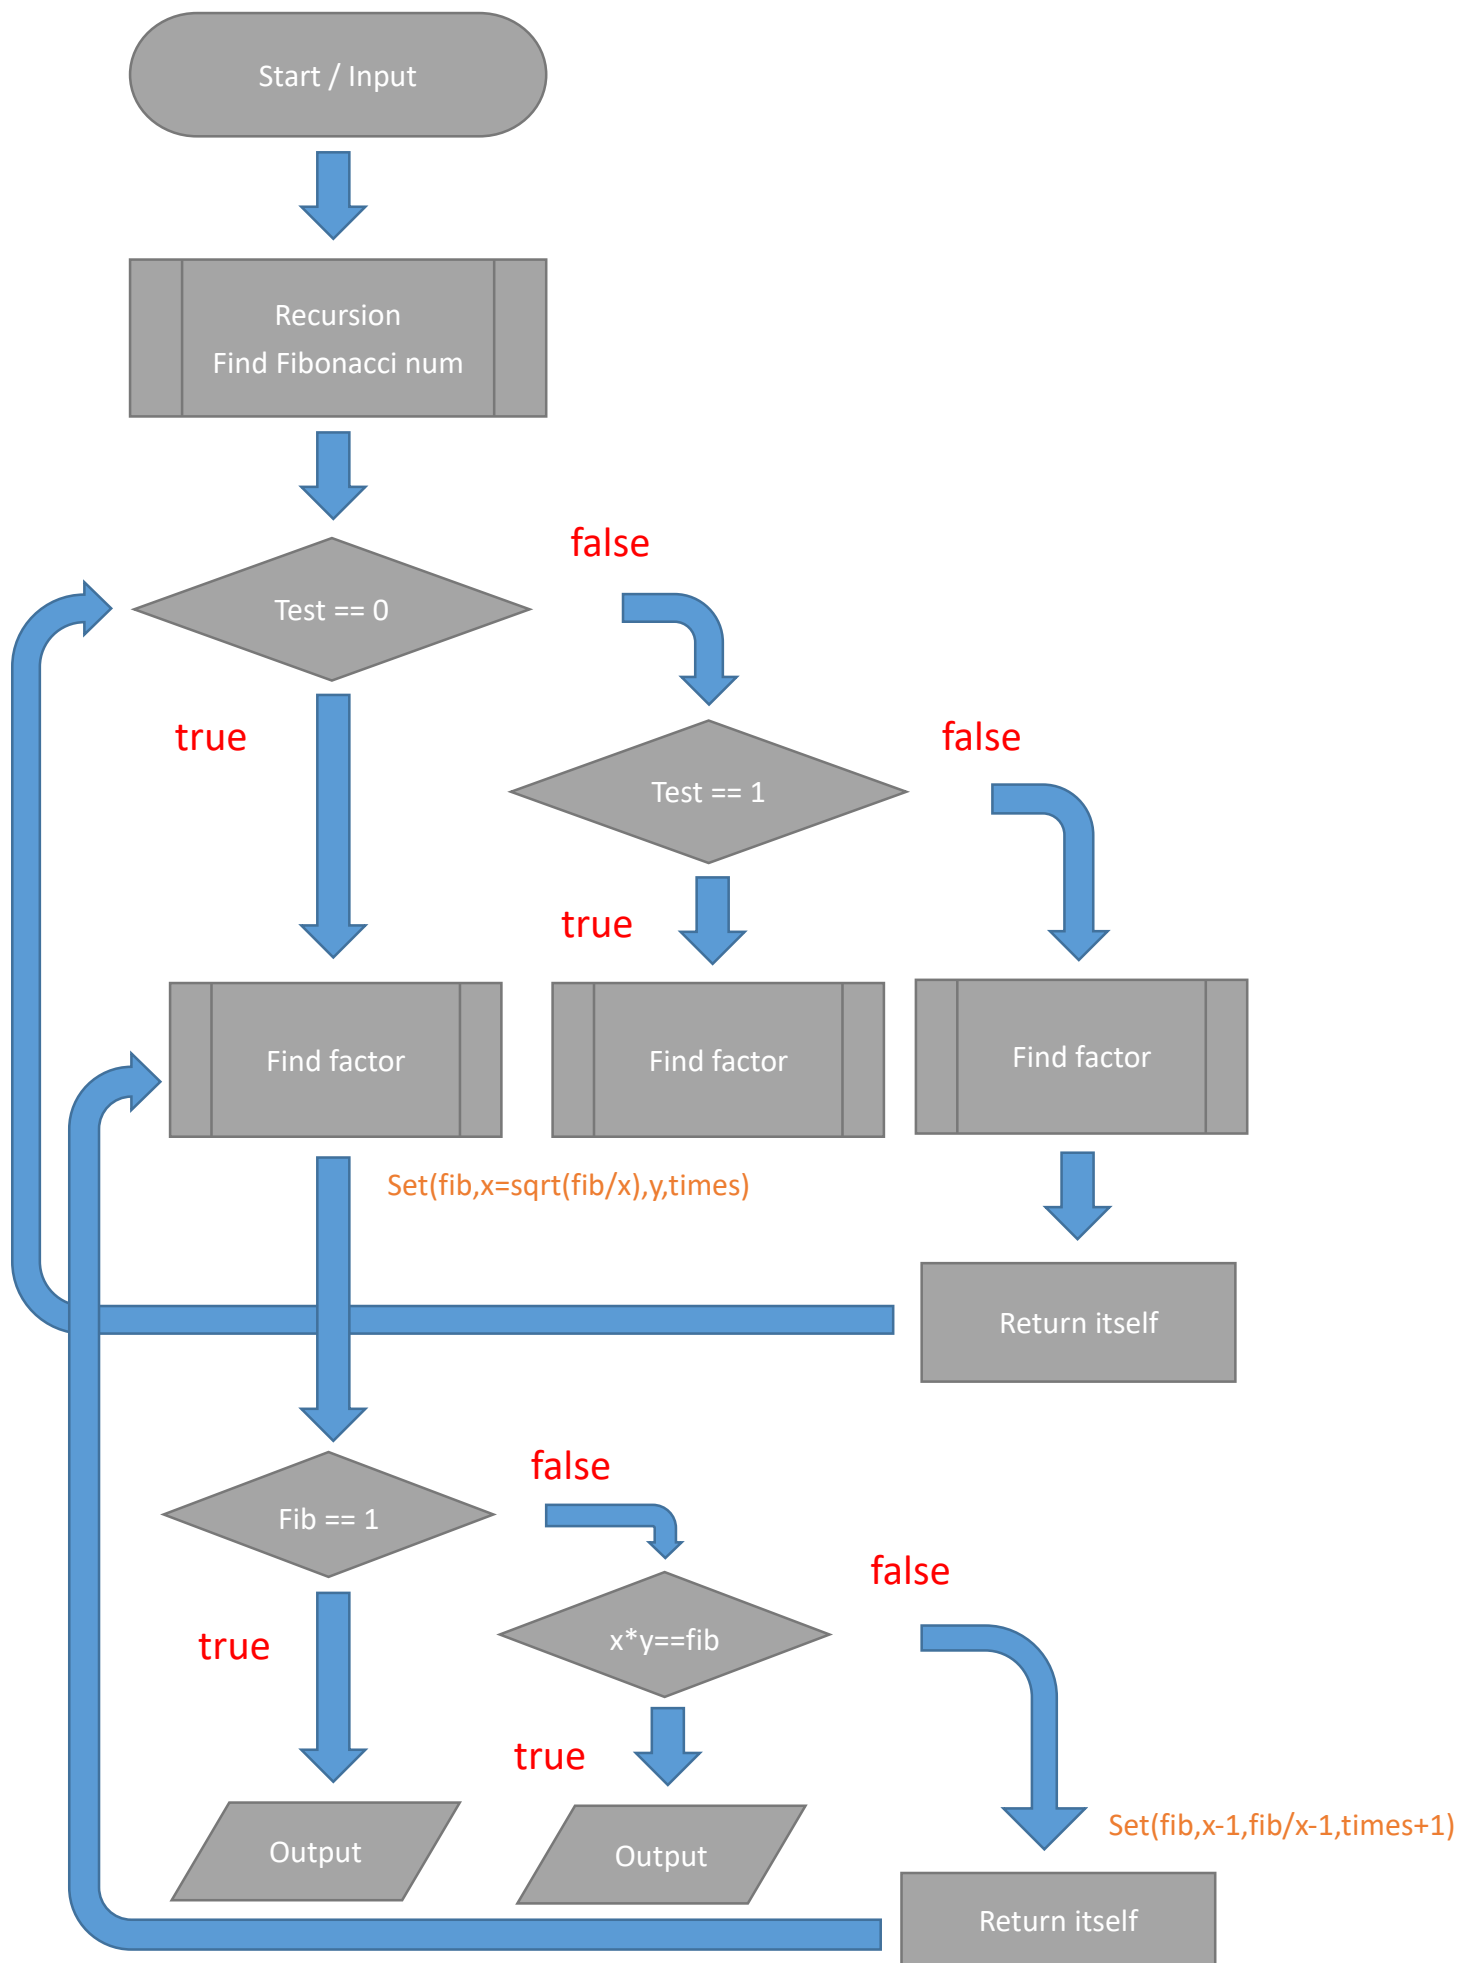 Start / Input
Recursion
Find Fibonacci num
false
Test == 0
true
false
Test == 1
true
Find factor
Find factor
Find factor
Set(fib,x=sqrt(fib/x),y,times)
Return itself
false
Fib == 1
false
x*y==fib
true
true
Set(fib,x-1,fib/x-1,times+1)
Output
Output
Return itself